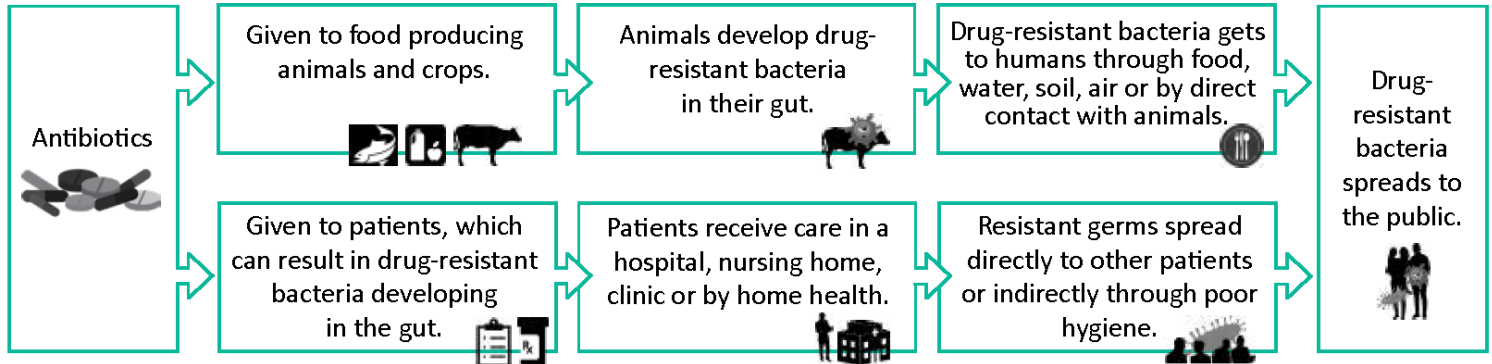 Antibiotics
Given to food producing
animals and crops.
Animals develop drug-
resistant bacteria
in their gut.
Drug-resistant bacteria gets
to humans through food,
water, soil, air or by direct
contact with animals.
Given to patients, which
can result in drug-resistant
bacteria developing
in the gut.
Rx
Patients receive care in a
hospital, nursing home,
clinic or by home health.
Resistant germs spread
directly to other patients
or indirectly through poor
hygiene.
Drug-
resistant
bacteria
spreads to
the public.